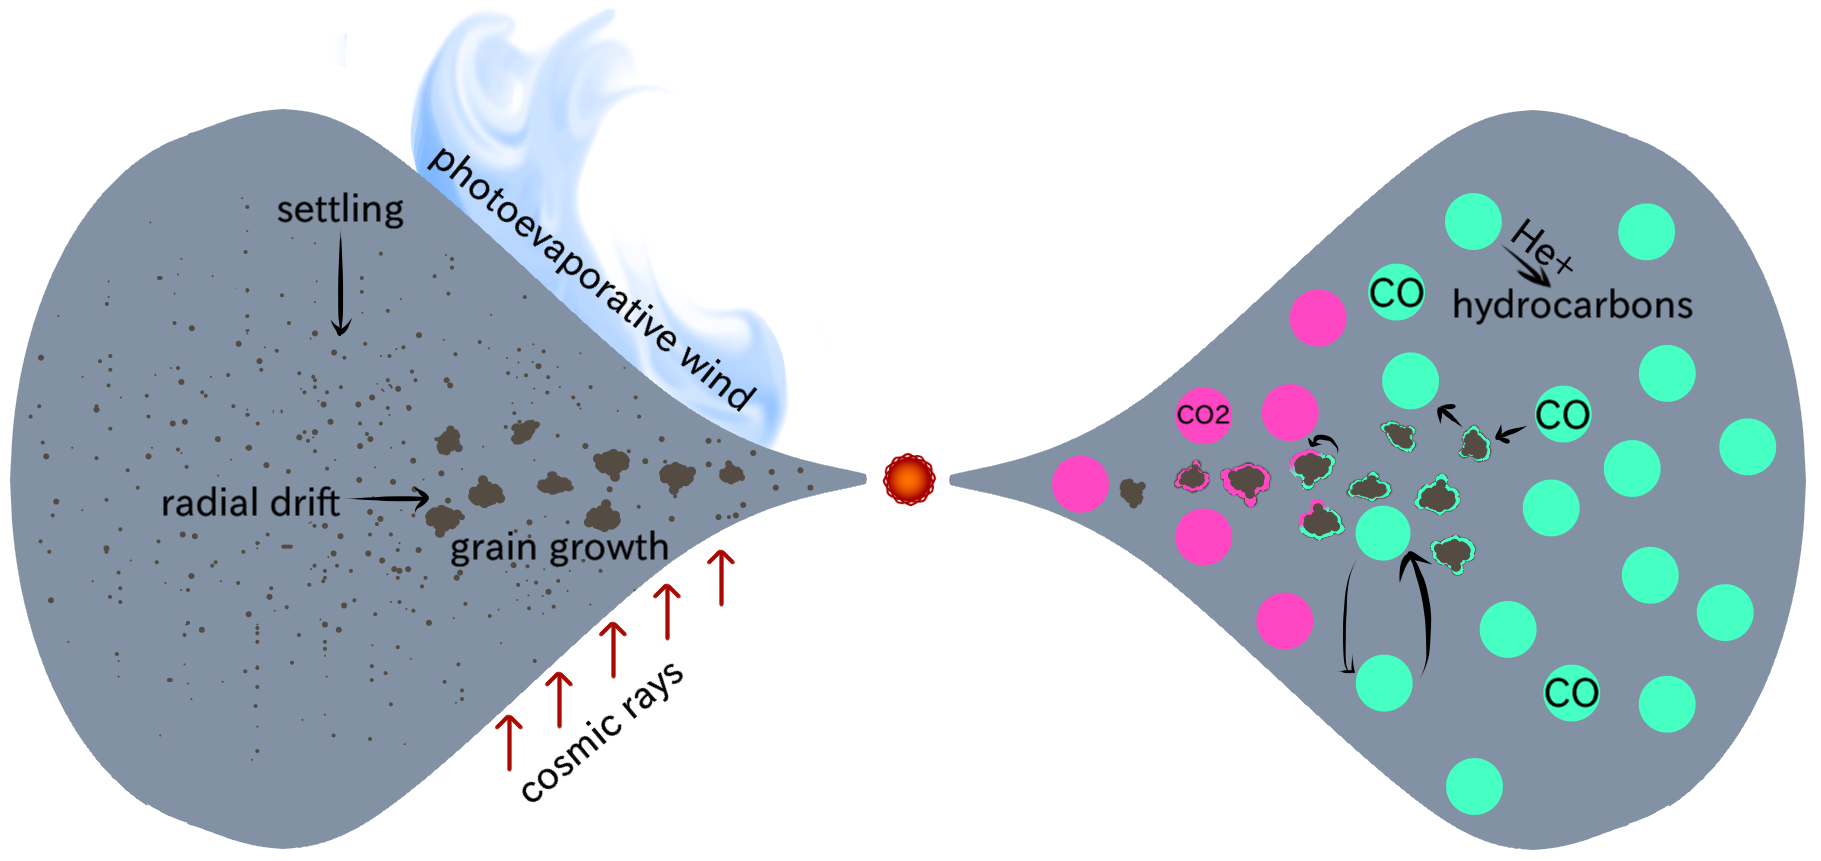 photoevaporative wind
settling
radial drift
grain growth
cosmic rays
He+
CO
hydrocarbons
CO2
CO
CO